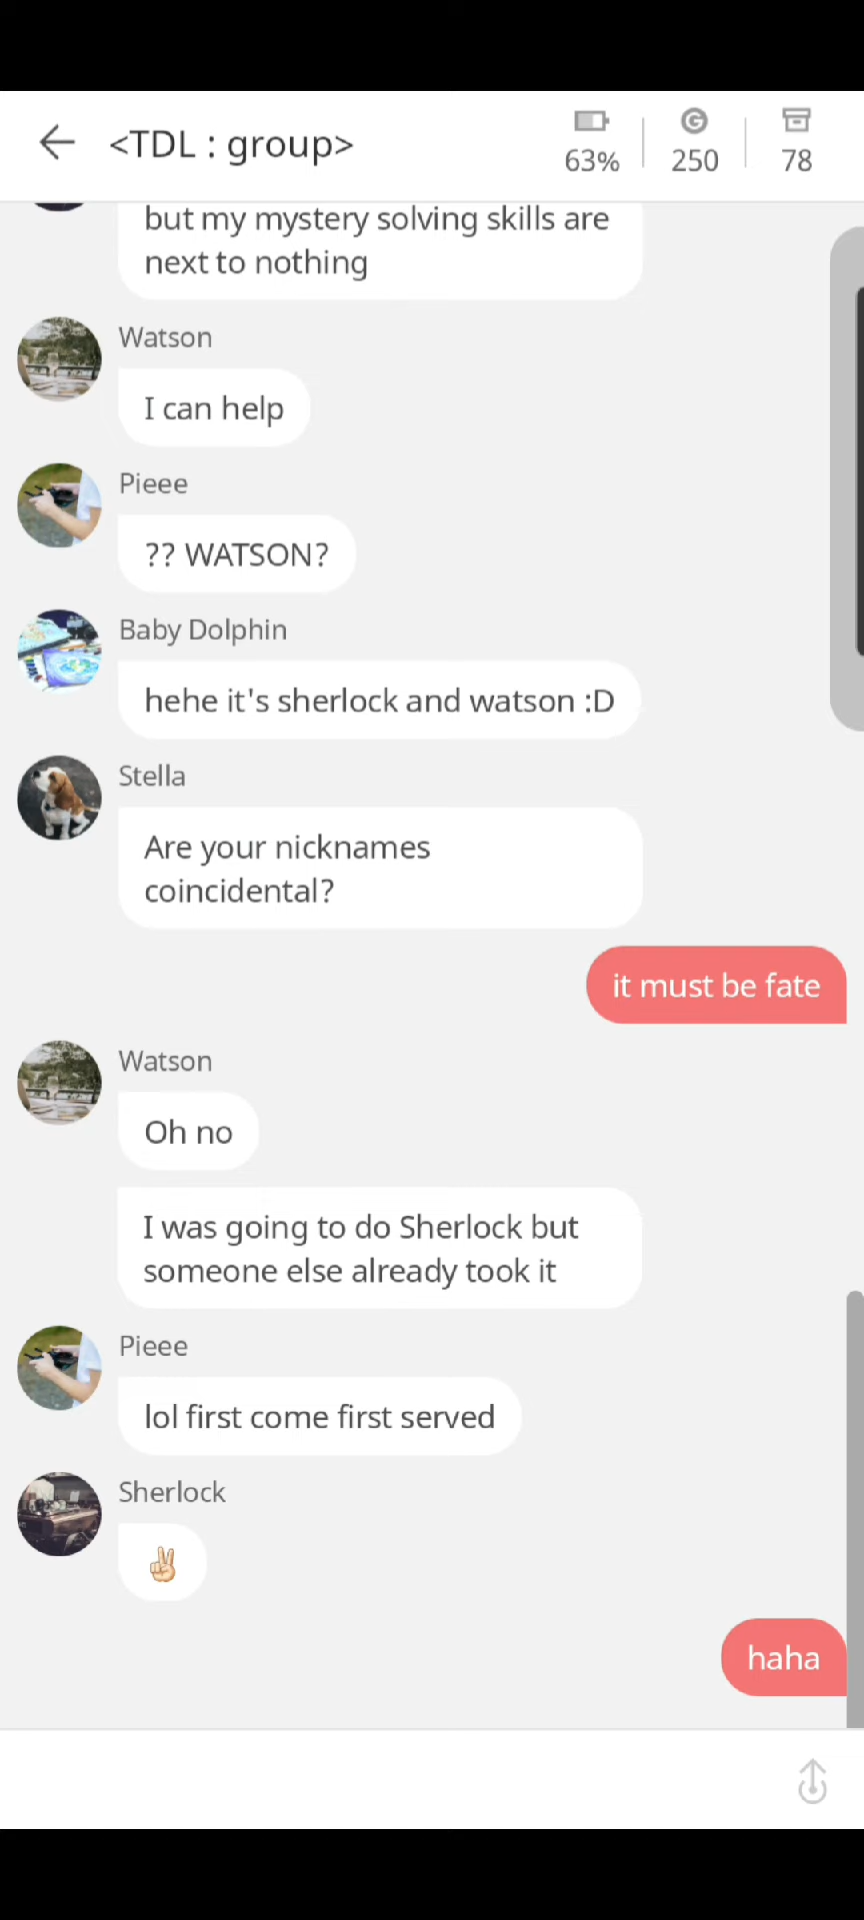 <TDL : group>
63%
250
78
but my mystery solving skills are
next to nothing
Watson
I can help
Pieee
?? WATSON?
Baby Dolphin
hehe it's sherlock and watson :D
Stella
Are your nicknames
coincidental?
it must be fate
Watson
Oh no
I was going to do Sherlock but
someone else already took it
Pieee
lol first come first served
Sherlock
✌🏻
haha